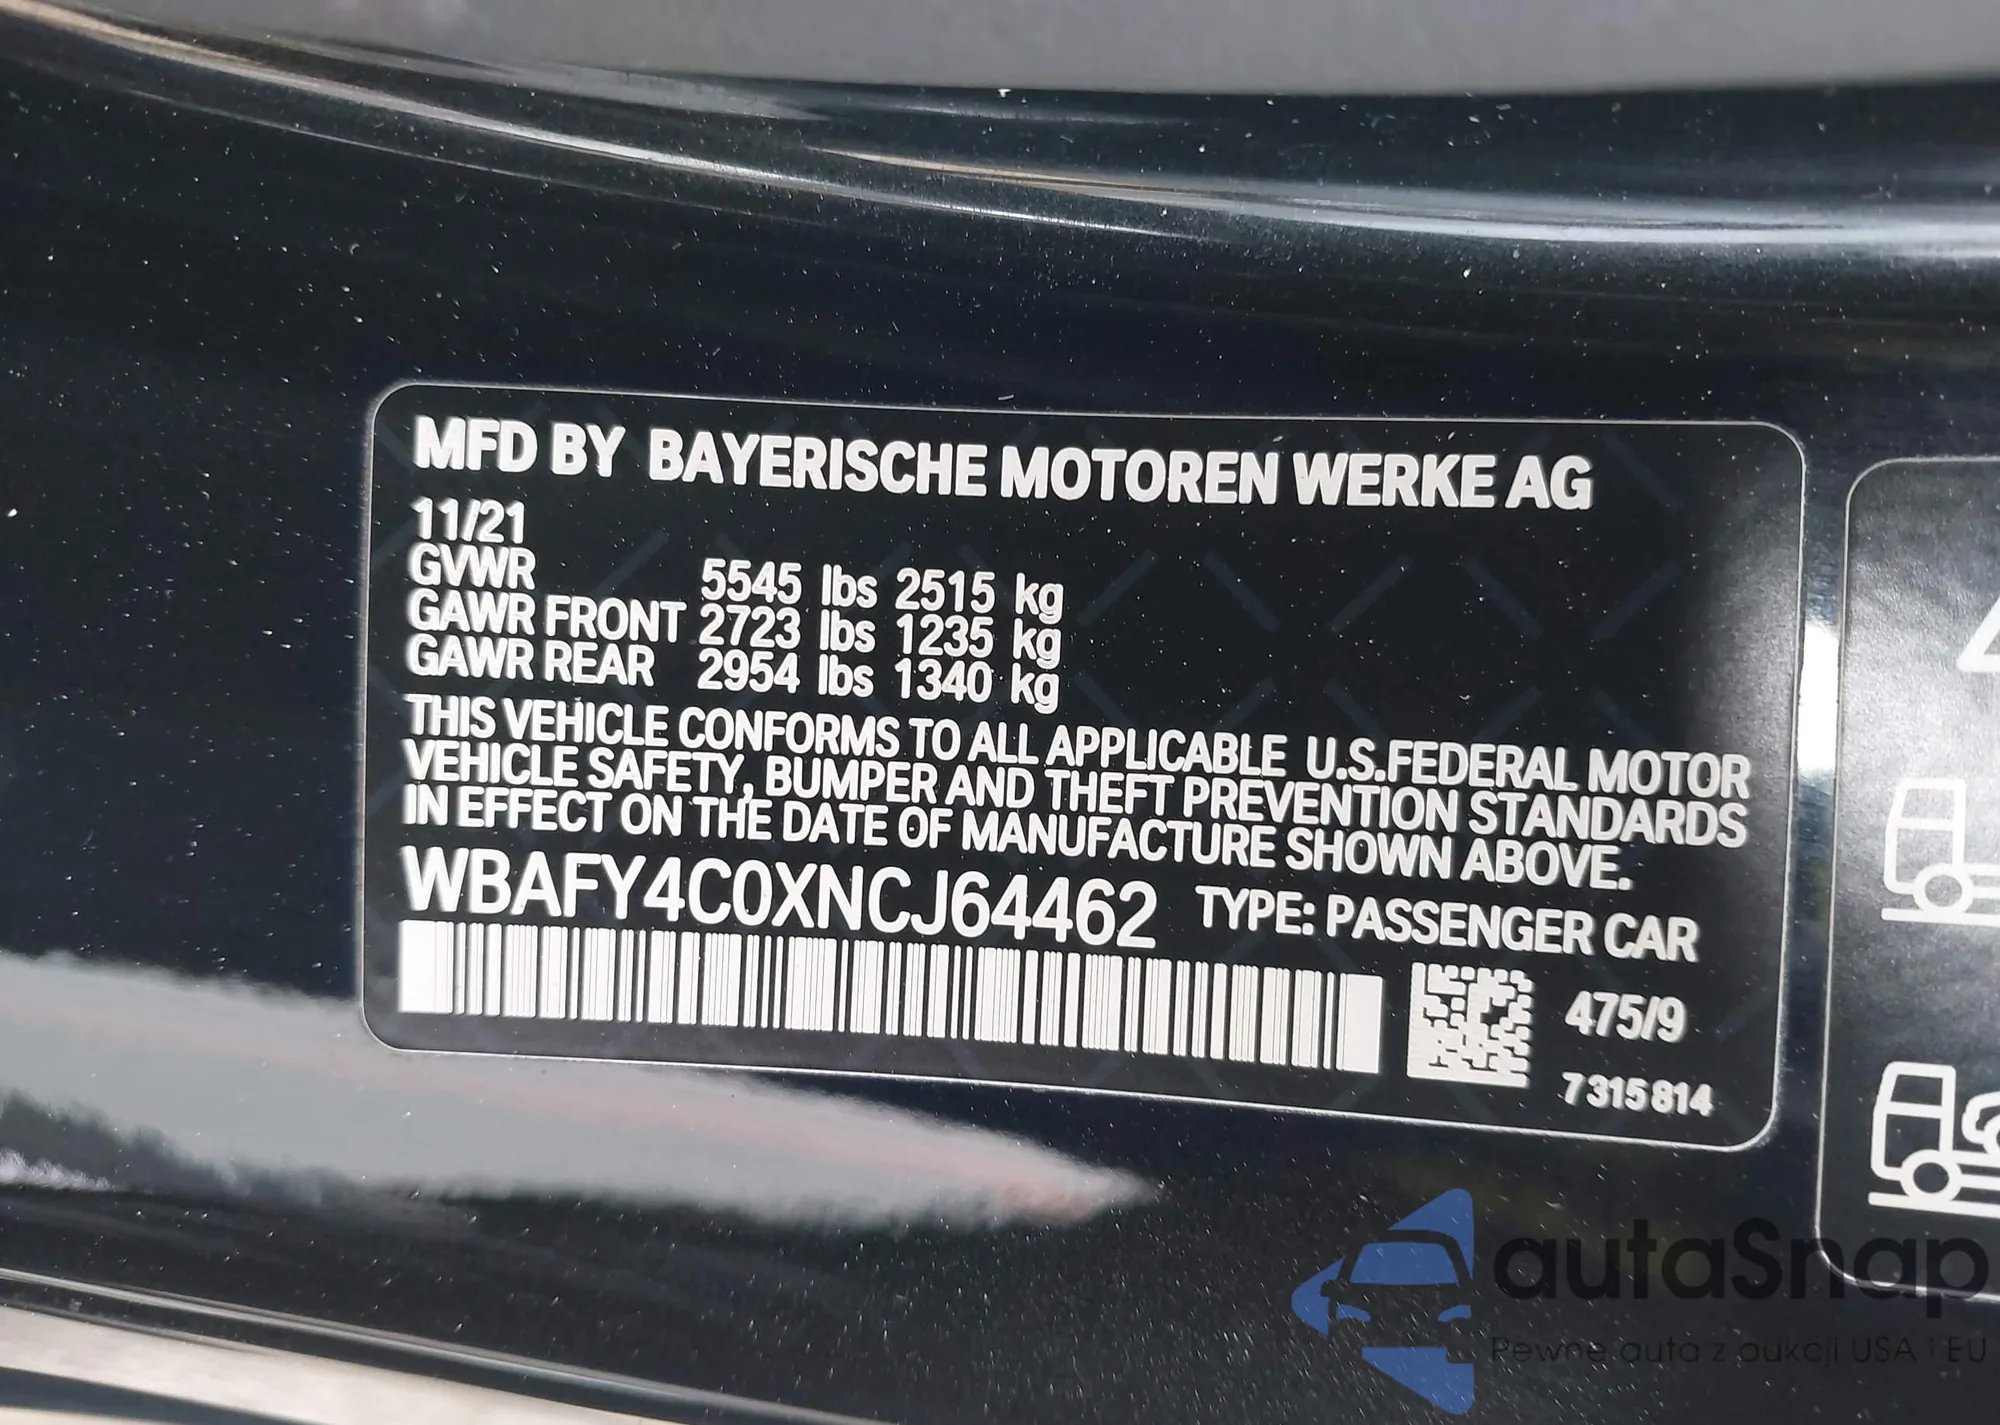 MFD BY BAYERISCHE MOTOREN WERKE AG
11/21
GVWR 5545 lbs 2515 kg
GAWR FRONT 2723 lbs 1235 kg
GAWR REAR 2954 lbs 1340 kg
THIS VEHICLE CONFORMS TO ALL APPLICABLE U.S.FEDERAL MOTOR
VEHICLE SAFETY, BUMPER AND THEFT PREVENTION STANDARDS
IN EFFECT ON THE DATE OF MANUFACTURE SHOWN ABOVE.
WBAFY4C0XNCJ64462 TYPE: PASSENGER CAR
475/9
7315814
autaSnap
Pewne auta z aukcji USA i EU